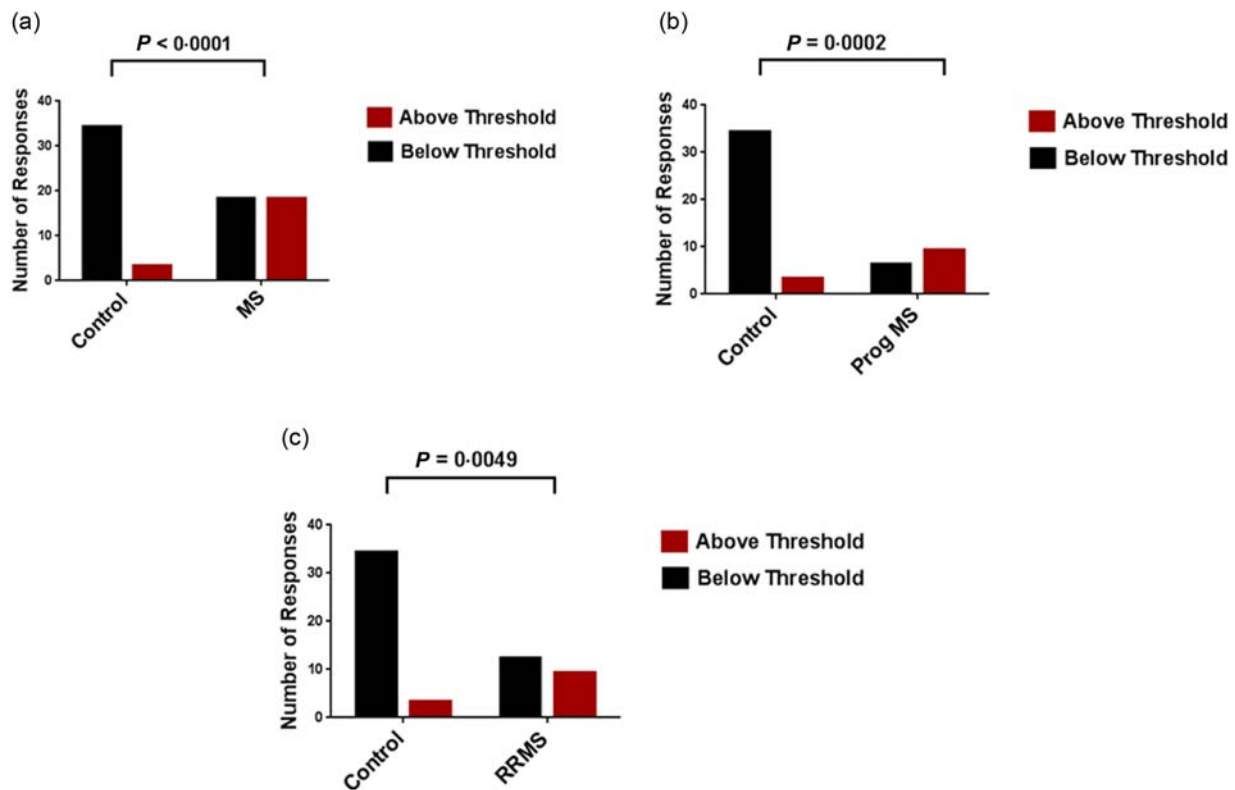 (a)
P < 0·0001
Number of Responses
40
30
20
10
0
Control
MS
Above Threshold
Below Threshold
(b)
P = 0·0002
Number of Responses
40
30
20
10
0
Control
Prog MS
Above Threshold
Below Threshold
(c)
P = 0·0049
Number of Responses
40
30
20
10
0
Control
RRMS
Above Threshold
Below Threshold